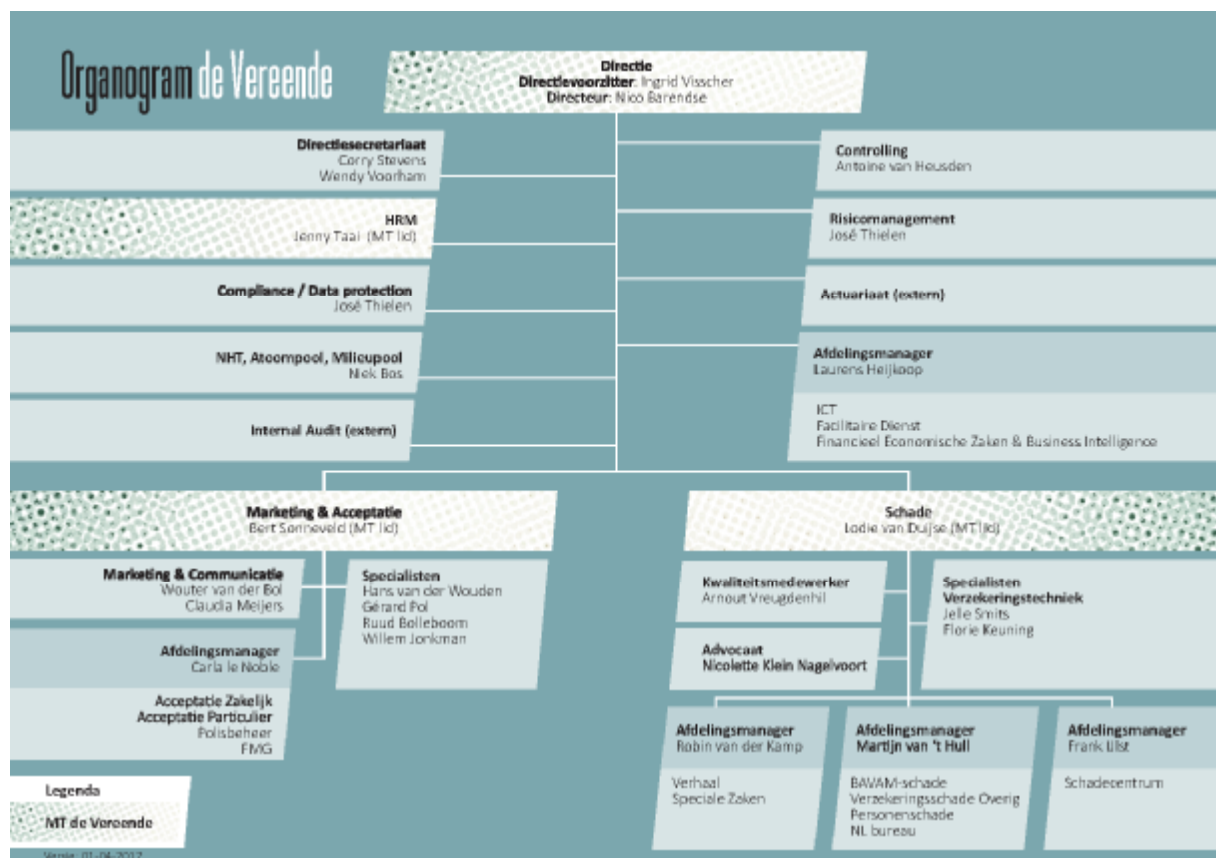 Organogram de Vereende
Directie
Directievoorzitter: Ingrid Visscher
Directeur: Nico Barendse
Directiesecretariaat
Corry Stevens
Wendy Voorham
HRM
Jenny Taai (MT lid)
Compliance / Data protection
José Thielen
NHT, Atoompool, Milieupool
Niek Bos
Internal Audit (extern)
Controlling
Antoine van Heusden
Risicomanagement
José Thielen
Actuariaat (extern)
Afdelingsmanager
Laurens Heijkoop
ICT
Facilitaire Dienst
Financieel Economische Zaken & Business Intelligence
Marketing & Acceptatie
Bert Sonneveld (MT lid)
Marketing & Communicatie
Wouter van der Bol
Claudia Meijers
Afdelingsmanager
Carla le Noble
Acceptatie Zakelijk
Acceptatie Particulier
Polisbeheer
FMG
Specialisten
Hans van der Wouden
Gérard Pol
Ruud Bolleboom
Willem Jonkman
Schade
Lodie van Duijse (MT lid)
Kwaliteitsmedewerker
Arnout Vreugdenhil
Advocaat
Nicolette Klein Nagelvoort
Specialisten
Verzekeringstechniek
Jelle Smits
Florie Keuning
Afdelingsmanager
Robin van der Kamp
Verhaal
Speciale Zaken
Afdelingsmanager
Martijn van 't Hull
BAVAM-schade
Verzekeringsschade Overig
Personenschade
NL bureau
Afdelingsmanager
Frank Ulst
Schadecentrum
Legenda
MT de Vereende
Versie: 01-04-2017